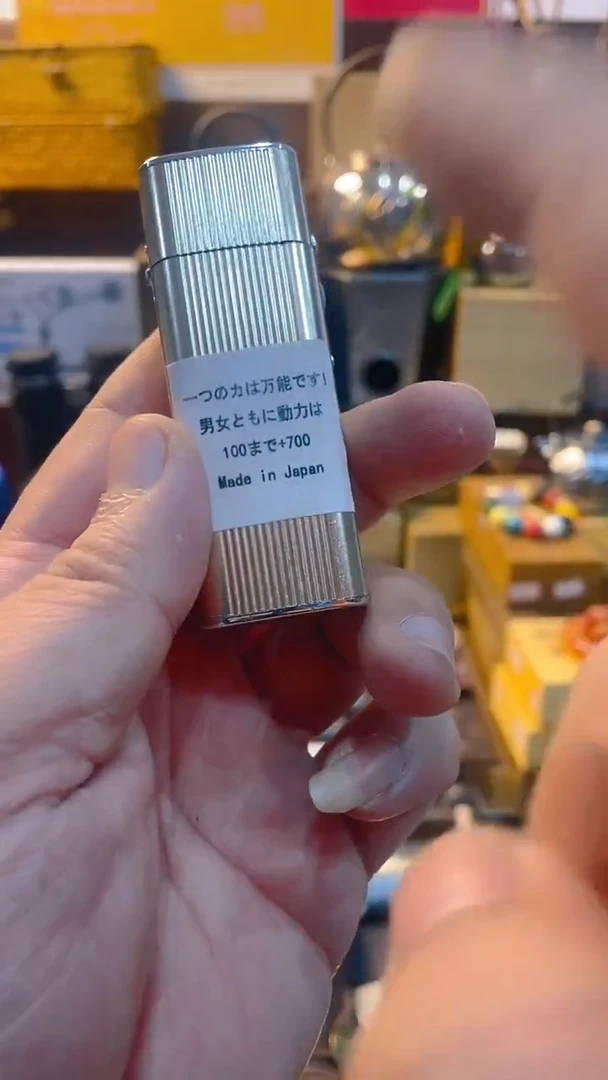 一つのカは万能です!
男女ともに動力は
100まで+700
Made in Japan